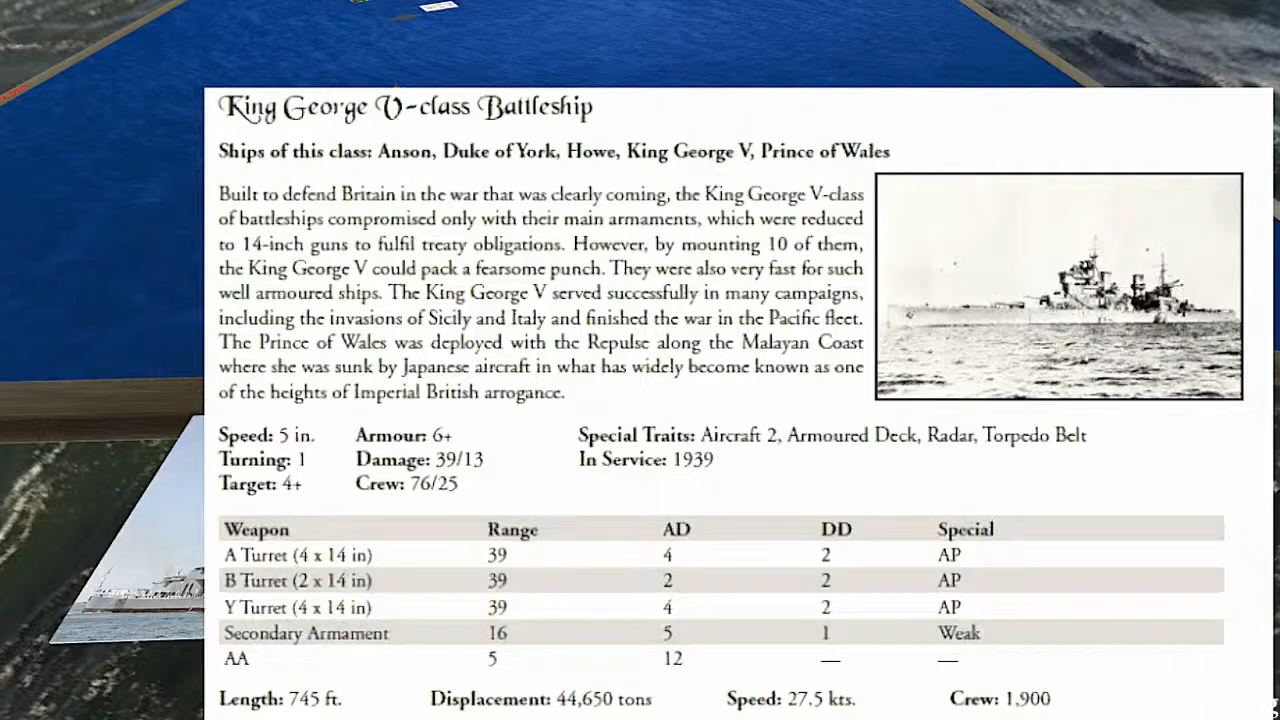 King George V-class Battleship
Ships of this class: Anson, Duke of York, Howe, King George V, Prince of Wales
Built to defend Britain in the war that was clearly coming, the King George V-class
of battleships compromised only with their main armaments, which were reduced
to 14-inch guns to fulfil treaty obligations. However, by mounting 10 of them,
the King George V could pack a fearsome punch. They were also very fast for such
well armoured ships. The King George V served successfully in many campaigns,
including the invasions of Sicily and Italy and finished the war in the Pacific fleet.
The Prince of Wales was deployed with the Repulse along the Malayan Coast
where she was sunk by Japanese aircraft in what has widely become known as one
of the heights of Imperial British arrogance.
Speed: 5 in. Armour: 6+ Special Traits: Aircraft 2, Armoured Deck, Radar, Torpedo Belt
Turning: 1 Damage: 39/13 In Service: 1939
Target: 4+ Crew: 76/25
Weapon Range AD DD Special
A Turret (4 x 14 in) 39 4 2 AP
B Turret (2 x 14 in) 39 2 2 AP
Y Turret (4 x 14 in) 39 4 2 AP
Secondary Armament 16 5 1 Weak
AA 5 12 — —
Length: 745 ft. Displacement: 44,650 tons Speed: 27.5 kts. Crew: 1,900